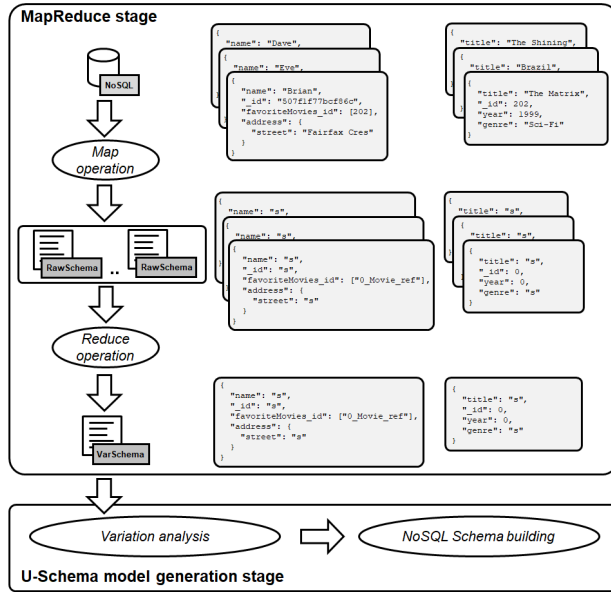 MapReduce stage
NoSQL
Map
operation
RawSchema
..
RawSchema
Reduce
operation
VarSchema
{
"name": "Dave",
{
"name": "Eve",
{
"name": "Brian",
"_id": "507f1f77bcf86c",
"favoriteMovies_id": [202],
"address": {
"street": "Fairfax Cres"
}
}
{
"title": "The Shining",
{
"title": "Brazil",
{
"title": "The Matrix",
"_id": 202,
"year": 1999,
"genre": "Sci-Fi"
}
{
"name": "s",
{
"name": "s",
{
"name": "s",
"_id": "s",
"favoriteMovies_id": ["0_Movie_ref"],
"address": {
"street": "s"
}
}
{
"title": "s",
{
"title": "s",
{
"title": "s",
"_id": 0,
"year": 0,
"genre": "s"
}
{
"name": "s",
"_id": "s",
"favoriteMovies_id": ["0_Movie_ref"],
"address": {
"street": "s"
}
}
{
"title": "s",
"_id": 0,
"year": 0,
"genre": "s"
}
Variation analysis
NoSQL Schema building
U-Schema model generation stage